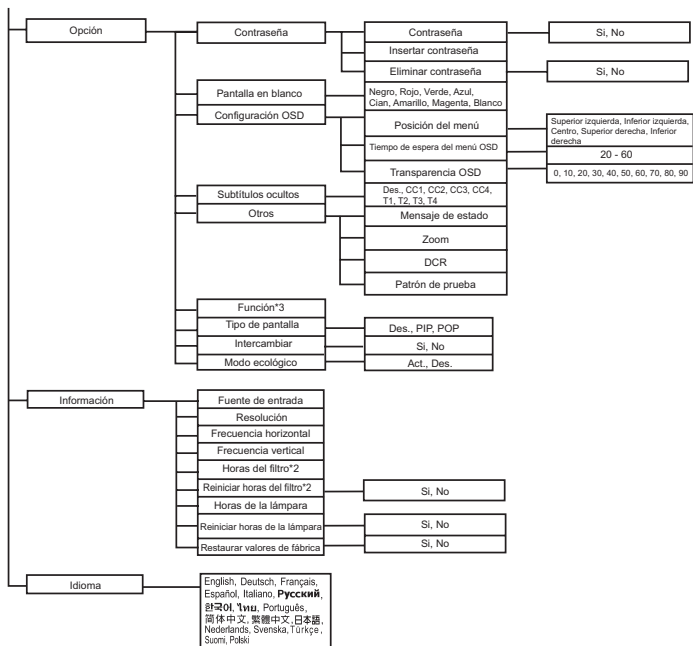 Opción
Contraseña
Contraseña
Si, No
Insertar contraseña
Eliminar contraseña
Si, No
Pantalla en blanco
Negro, Rojo, Verde, Azul,
Cian, Amarillo, Magenta, Blanco
Configuración OSD
Posición del menú
Superior izquierda, Inferior izquierda,
Centro, Superior derecha, Inferior
derecha
Tiempo de espera del menú OSD
20 - 60
Transparencia OSD
0, 10, 20, 30, 40, 50, 60, 70, 80, 90
Subtítulos ocultos
Des., CC1, CC2, CC3, CC4,
T1, T2, T3, T4
Otros
Mensaje de estado
Zoom
DCR
Patrón de prueba
Función*3
Tipo de pantalla
Des., PIP, POP
Intercambiar
Si, No
Modo ecológico
Act., Des.
Información
Fuente de entrada
Resolución
Frecuencia horizontal
Frecuencia vertical
Horas del filtro*2
Reiniciar horas del filtro*2
Si, No
Horas de la lámpara
Reiniciar horas de la lámpara
Si, No
Restaurar valores de fábrica
Si, No
Idioma
English, Deutsch, Français,
Español, Italiano, Русский,
한국어, ไทย, Português,
简体中文, 繁體中文, 日本語,
Nederlands, Svenska, Türkçe,
Suomi, Polski